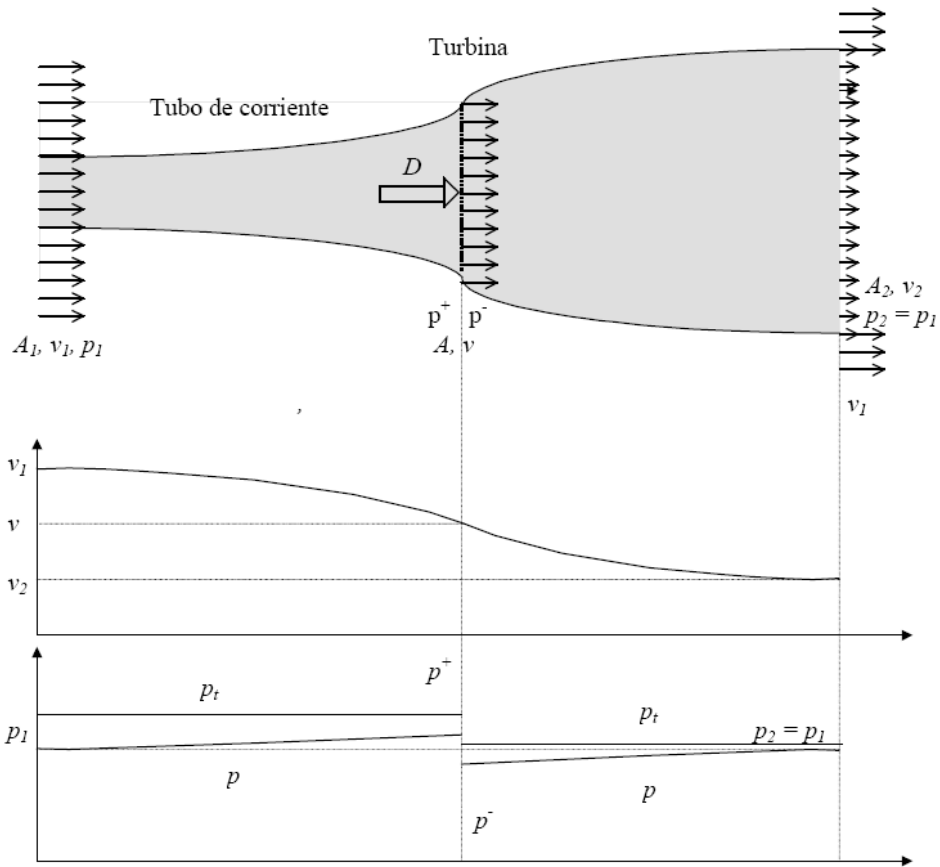 Turbina
Tubo de corriente
D
p⁺ p⁻
A₂, v₂
p₂ = p₁
A₁, v₁, p₁
A, v
v₁
,
v₁
v
v₂
p⁺
pₜ
pₜ
p₁
p₂ = p₁
p
p
p⁻